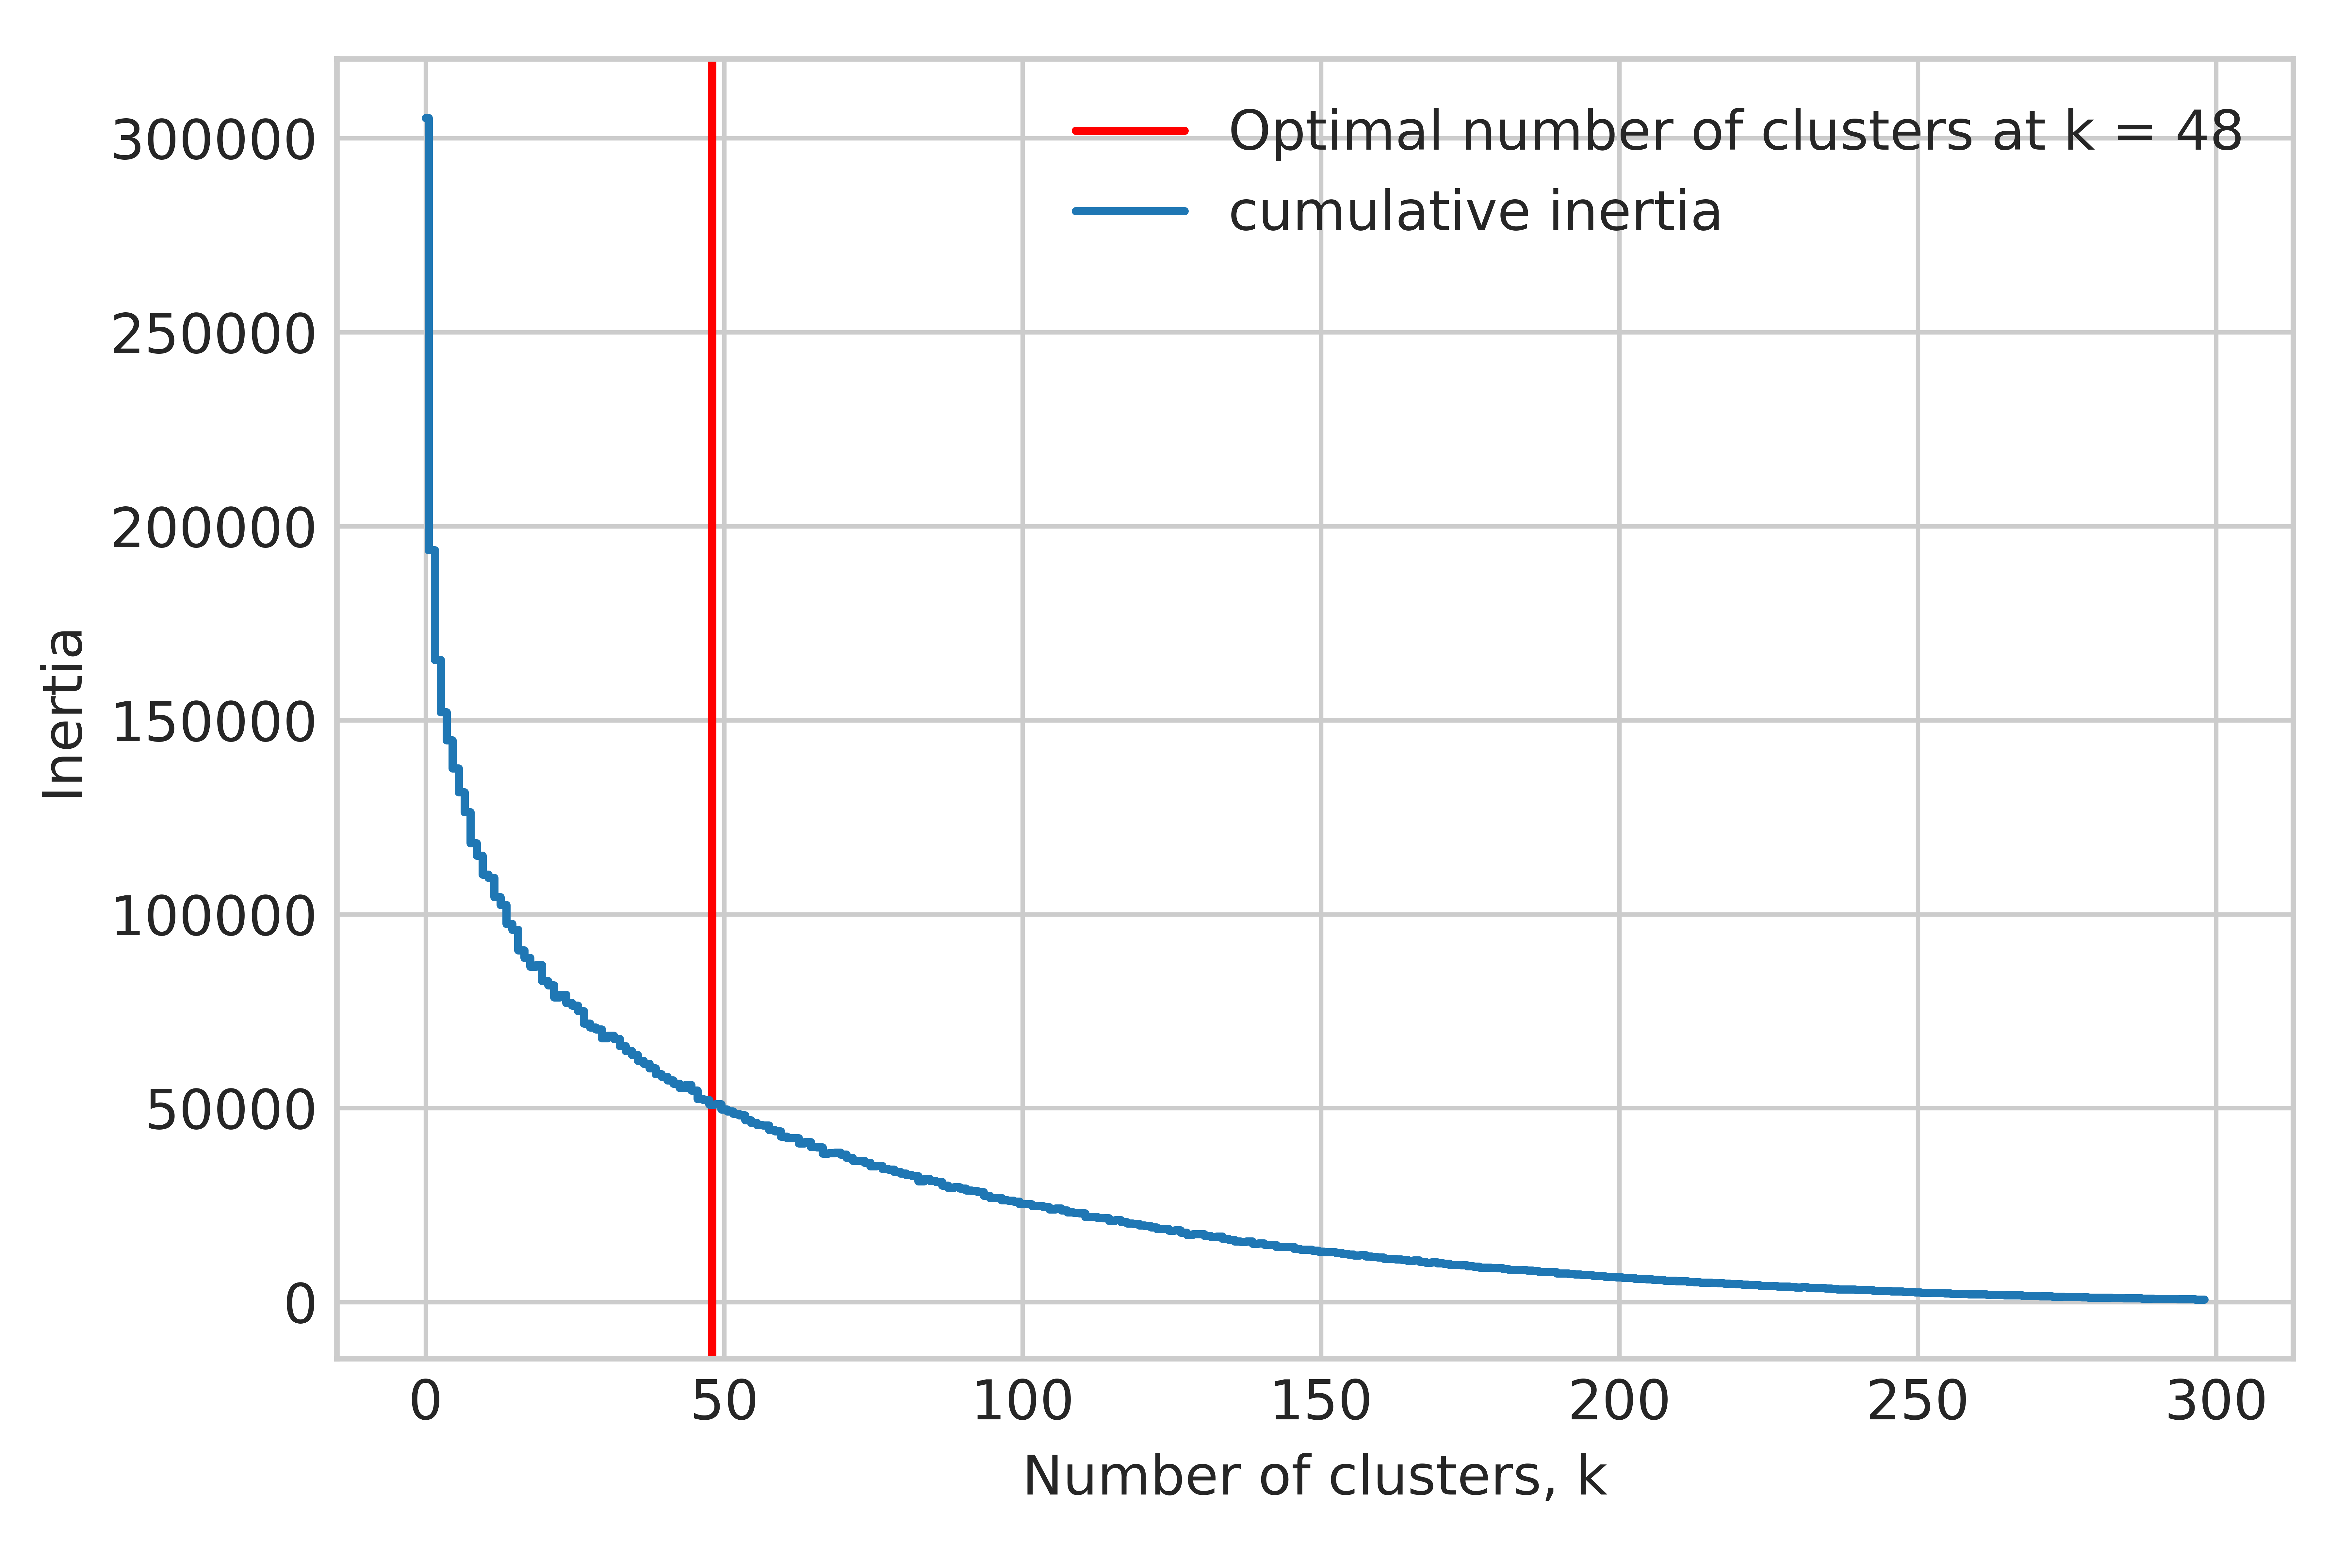 Optimal number of clusters at k = 48
cumulative inertia
300000
250000
200000
150000
100000
50000
0
Inertia
0 50 100 150 200 250 300
Number of clusters, k